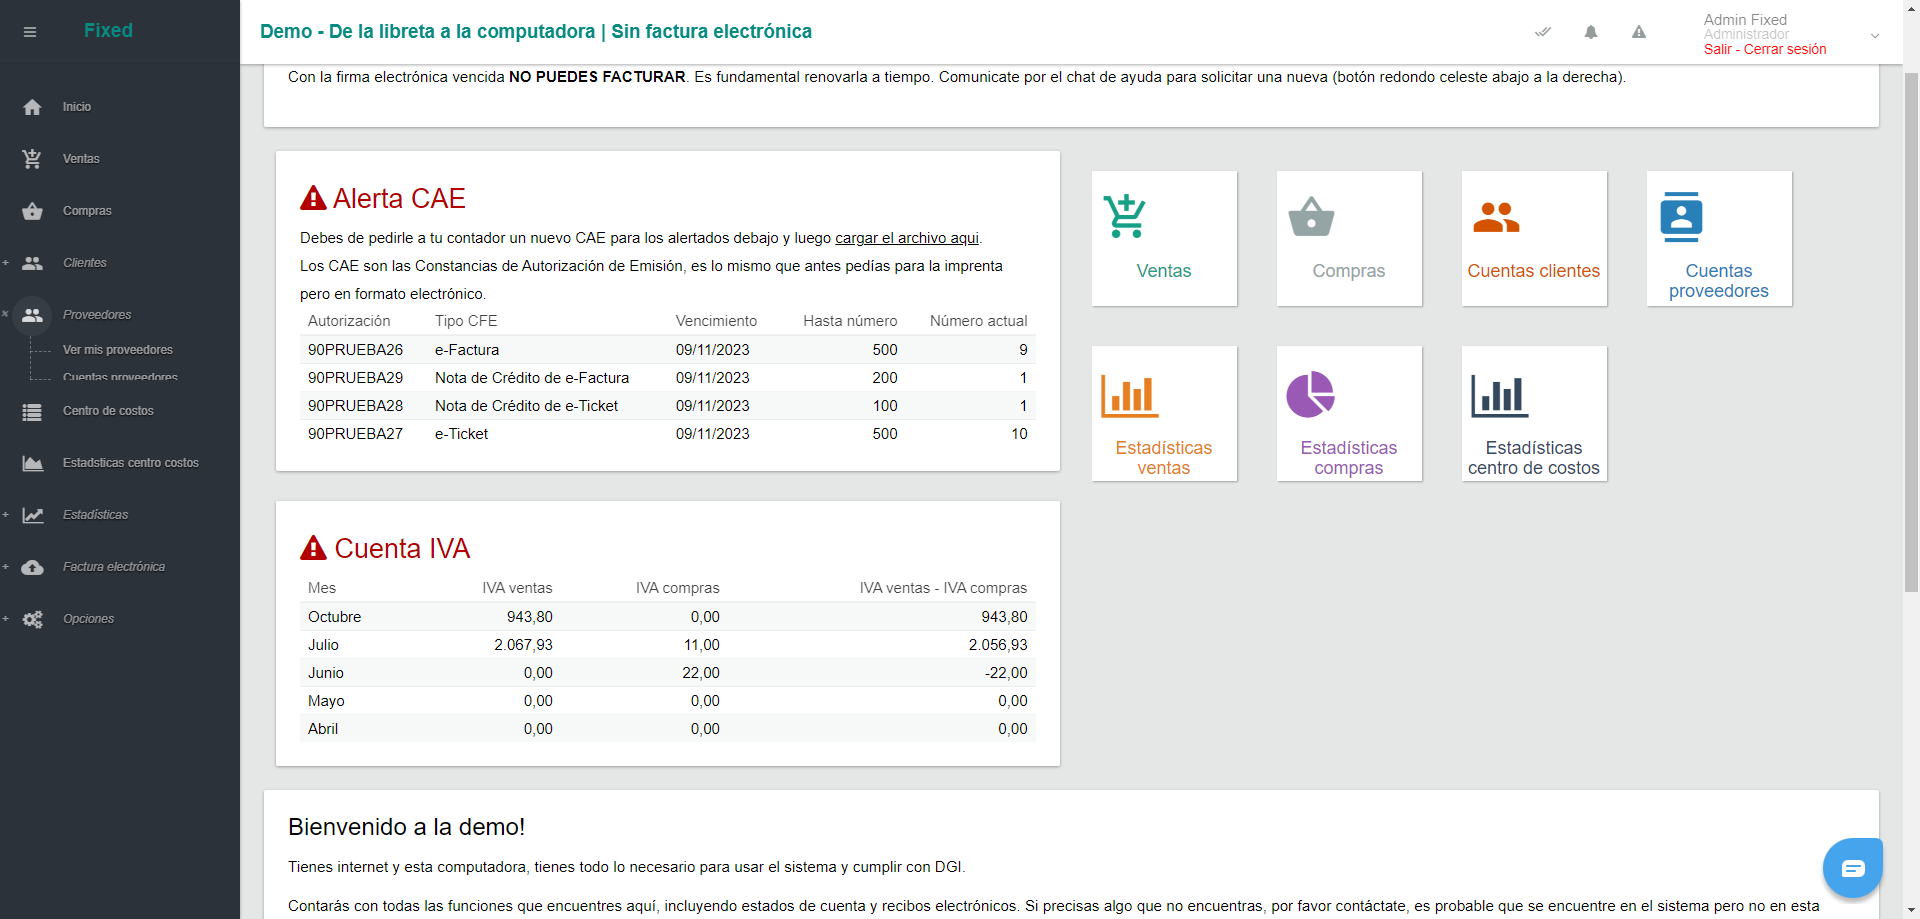 Fixed
Demo - De la libreta a la computadora | Sin factura electrónica
Admin Fixed
Administrador
Salir - Cerrar sesión
Inicio
Ventas
Compras
+ Clientes
Proveedores
Ver mis proveedores
Cuentas proveedores
Centro de costos
Estadsticas centro costos
+ Estadísticas
+ Factura electrónica
+ Opciones
Con la firma electrónica vencida NO PUEDES FACTURAR. Es fundamental renovarla a tiempo. Comunicate por el chat de ayuda para solicitar una nueva (botón redondo celeste abajo a la derecha).
Alerta CAE
Debes de pedirle a tu contador un nuevo CAE para los alertados debajo y luego cargar el archivo aqui.
Los CAE son las Constancias de Autorización de Emisión, es lo mismo que antes pedías para la imprenta
pero en formato electrónico.
Autorización Tipo CFE Vencimiento Hasta número Número actual
90PRUEBA26 e-Factura 09/11/2023 500 9
90PRUEBA29 Nota de Crédito de e-Factura 09/11/2023 200 1
90PRUEBA28 Nota de Crédito de e-Ticket 09/11/2023 100 1
90PRUEBA27 e-Ticket 09/11/2023 500 10
Ventas
Compras
Cuentas clientes
Cuentas
proveedores
Estadísticas
ventas
Estadísticas
compras
Estadísticas
centro de costos
Cuenta IVA
Mes IVA ventas IVA compras IVA ventas - IVA compras
Octubre 943,80 0,00 943,80
Julio 2.067,93 11,00 2.056,93
Junio 0,00 22,00 -22,00
Mayo 0,00 0,00 0,00
Abril 0,00 0,00 0,00
Bienvenido a la demo!
Tienes internet y esta computadora, tienes todo lo necesario para usar el sistema y cumplir con DGI.
Contarás con todas las funciones que encuentres aquí, incluyendo estados de cuenta y recibos electrónicos. Si precisas algo que no encuentras, por favor contáctate, es probable que se encuentre en el sistema pero no en esta